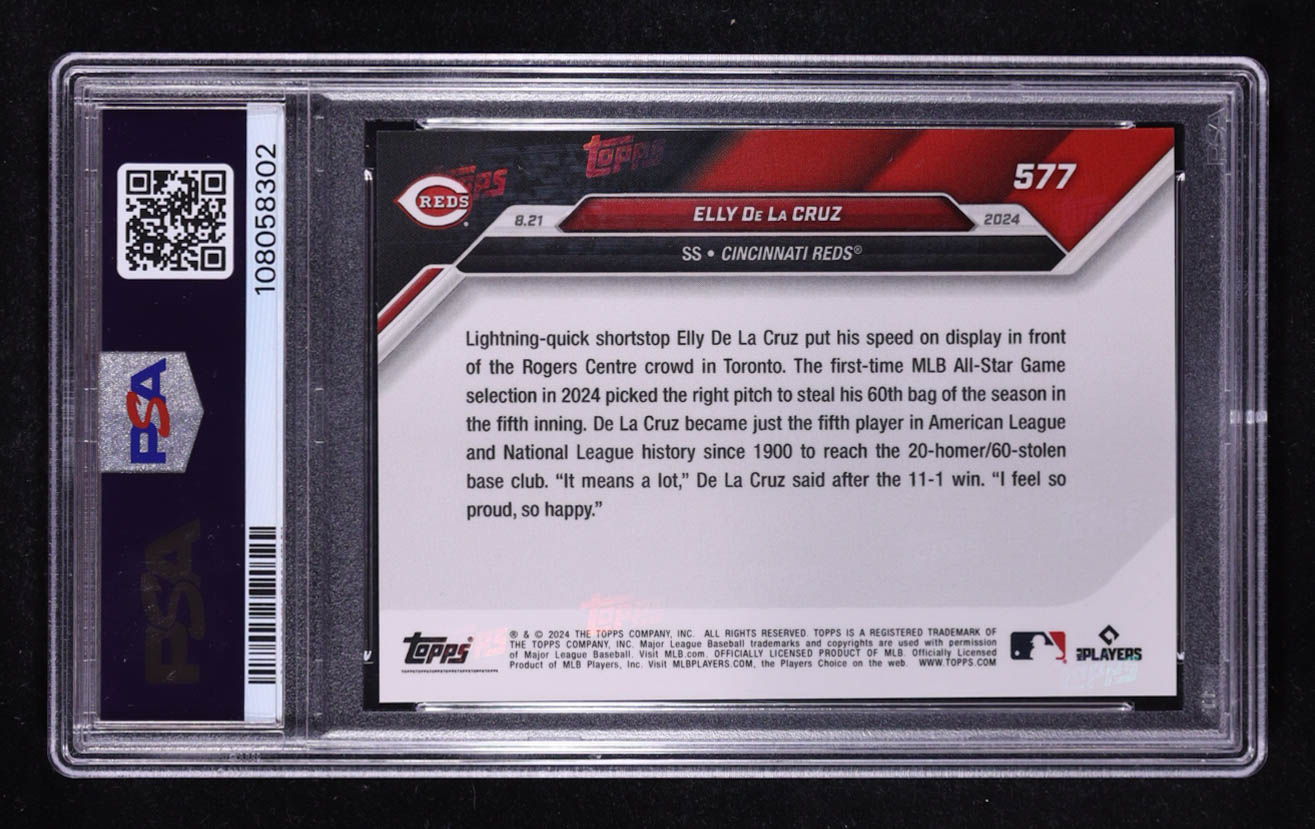 108058302
PSA
PSA
REDS
Topps
577
8.21
ELLY DE LA CRUZ
2024
SS • CINCINNATI REDS®
Lightning-quick shortstop Elly De La Cruz put his speed on display in front
of the Rogers Centre crowd in Toronto. The first-time MLB All-Star Game
selection in 2024 picked the right pitch to steal his 60th bag of the season in
the fifth inning. De La Cruz became just the fifth player in American League
and National League history since 1900 to reach the 20-homer/60-stolen
base club. “It means a lot,” De La Cruz said after the 11-1 win. “I feel so
proud, so happy.”
Topps
® & © 2024 THE TOPPS COMPANY, INC. ALL RIGHTS RESERVED. TOPPS IS A REGISTERED TRADEMARK OF
THE TOPPS COMPANY, INC. Major League Baseball trademarks and copyrights are used with permission
of Major League Baseball. Visit MLB.com. OFFICIALLY LICENSED PRODUCT OF MLB. Officially Licensed
Product of MLB Players, Inc. Visit MLBPLAYERS.COM, the Players Choice on the web. WWW.TOPPS.COM
PLAYERS